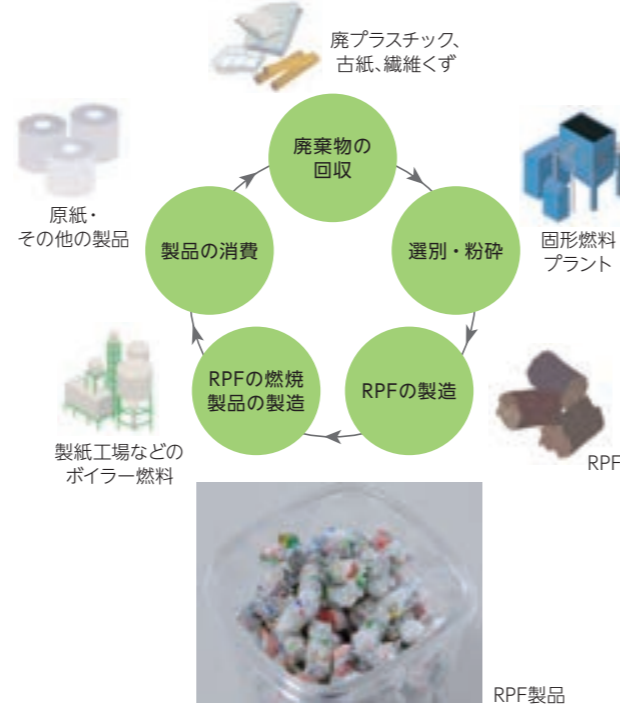 廃プラスチック、
古紙、繊維くず
廃棄物の
回収
原紙・
その他の製品
製品の消費
選別・粉砕
固形燃料
プラント
RPFの燃焼
製品の製造
RPFの製造
製紙工場などの
ボイラー燃料
RPF
RPF製品